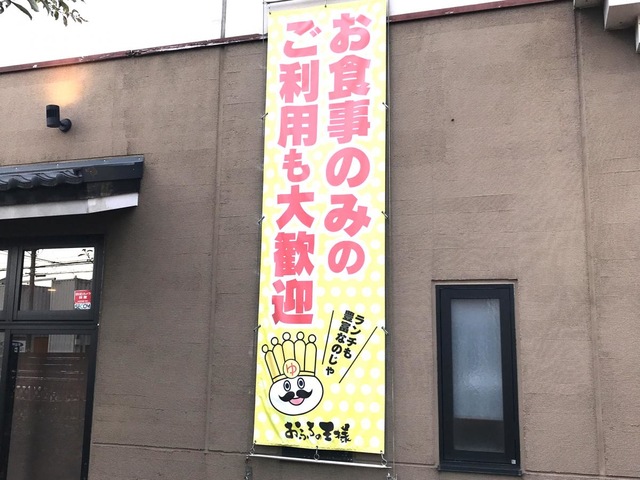 お食事のみの
ご利用も大歓迎
ランチも
豊富なのじゃ
ゆ
おふろの王様